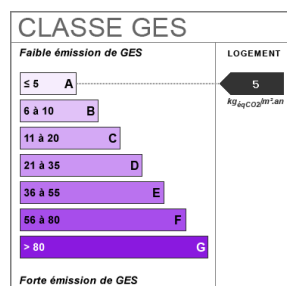 CLASSE GES
Faible émission de GES
LOGEMENT
≤ 5 A
5
kgéqCO2/m².an
6 à 10 B
11 à 20 C
21 à 35 D
36 à 55 E
56 à 80 F
> 80 G
Forte émission de GES